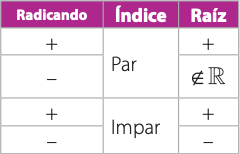 Radicando Índice Raíz
+ Par +
– ∉ ℝ
+ Impar +
– –